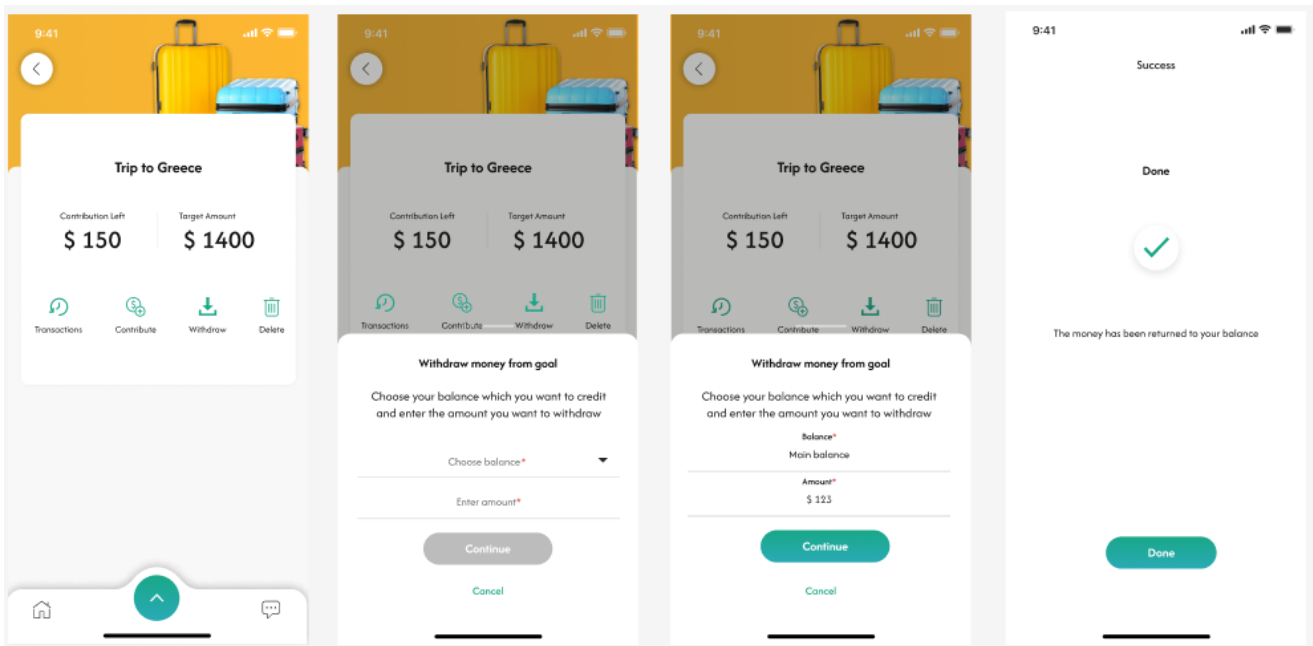 9:41
Trip to Greece
Contribution Left
Target Amount
$ 150
$ 1400
Transactions
Contribute
Withdraw
Delete
9:41
Trip to Greece
Contribution Left
Target Amount
$ 150
$ 1400
Transactions
Contribute
Withdraw
Delete
Withdraw money from goal
Choose your balance which you want to credit
and enter the amount you want to withdraw
Choose balance*
Enter amount*
Continue
Cancel
9:41
Trip to Greece
Contribution Left
Target Amount
$ 150
$ 1400
Transactions
Contribute
Withdraw
Delete
Withdraw money from goal
Choose your balance which you want to credit
and enter the amount you want to withdraw
Balance*
Main balance
Amount*
$ 123
Continue
Cancel
9:41
Success
Done
The money has been returned to your balance
Done